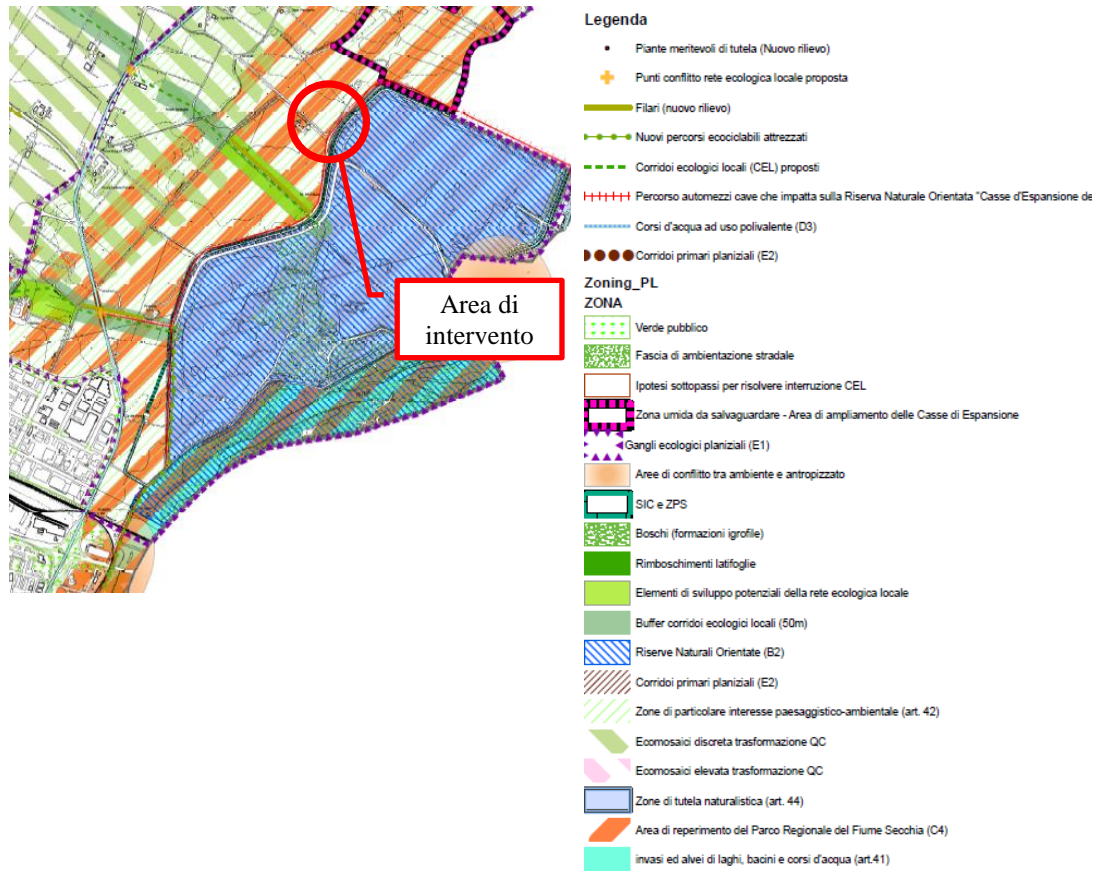 Area di
intervento
Legenda
Piante meritevoli di tutela (Nuovo rilievo)
Punti conflitto rete ecologica locale proposta
Filari (nuovo rilievo)
Nuovi percorsi ecociclabili attrezzati
Corridoi ecologici locali (CEL) proposti
Percorso automezzi cave che impatta sulla Riserva Naturale Orientata "Casse d'Espansione de
Corsi d'acqua ad uso polivalente (D3)
Corridoi primari planiziali (E2)
Zoning_PL
ZONA
Verde pubblico
Fascia di ambientazione stradale
Ipotesi sottopassi per risolvere interruzione CEL
Zona umida da salvaguardare - Area di ampliamento delle Casse di Espansione
Gangli ecologici planiziali (E1)
Aree di conflitto tra ambiente e antropizzato
SIC e ZPS
Boschi (formazioni igrofile)
Rimboschimenti latifoglie
Elementi di sviluppo potenziali della rete ecologica locale
Buffer corridoi ecologici locali (50m)
Riserve Naturali Orientate (B2)
Corridoi primari planiziali (E2)
Zone di particolare interesse paesaggistico-ambientale (art. 42)
Ecomosaici discreta trasformazione QC
Ecomosaici elevata trasformazione QC
Zone di tutela naturalistica (art. 44)
Area di reperimento del Parco Regionale del Fiume Secchia (C4)
invasi ed alvei di laghi, bacini e corsi d'acqua (art.41)